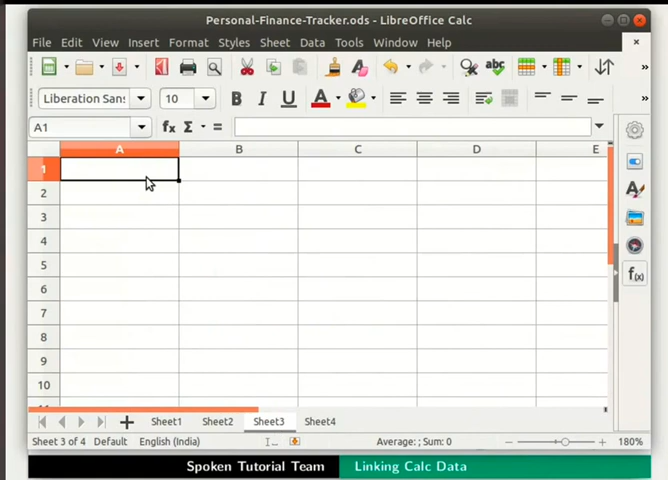 Personal-Finance-Tracker.ods - LibreOffice Calc
File Edit View Insert Format Styles Sheet Data Tools Window Help
abc
Liberation Sans 10 B I U A
A1 fx Σ =
A B C D E
1
2
3
4
5
6
7
8
9
10
f(x)
Sheet1 Sheet2 Sheet3 Sheet4
Sheet 3 of 4 Default English (India) Average: ; Sum: 0 180%
Spoken Tutorial Team Linking Calc Data